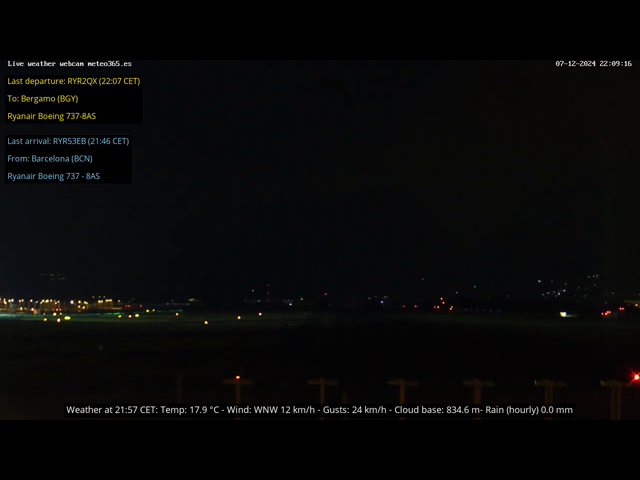 Live weather webcam meteo365.es
07-12-2024 22:09:16
Last departure: RYR2QX (22:07 CET)
To: Bergamo (BGY)
Ryanair Boeing 737-8AS
Last arrival: RYR53EB (21:46 CET)
From: Barcelona (BCN)
Ryanair Boeing 737 - 8AS
Weather at 21:57 CET: Temp: 17.9 °C - Wind: WNW 12 km/h - Gusts: 24 km/h - Cloud base: 834.6 m- Rain (hourly) 0.0 mm